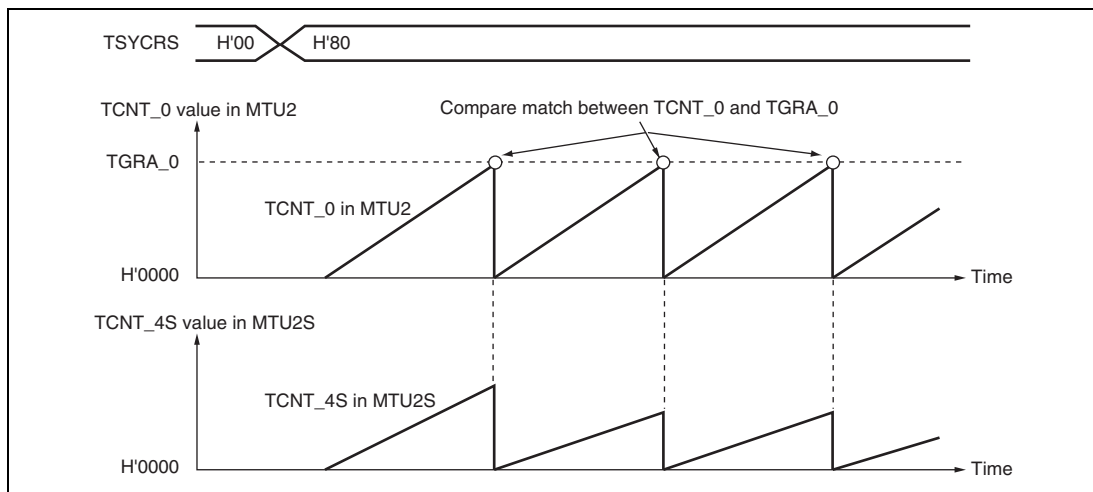 TSYCRS H'00 H'80
TCNT_0 value in MTU2
Compare match between TCNT_0 and TGRA_0
TGRA_0
TCNT_0 in MTU2
H'0000
Time
TCNT_4S value in MTU2S
TCNT_4S in MTU2S
H'0000
Time